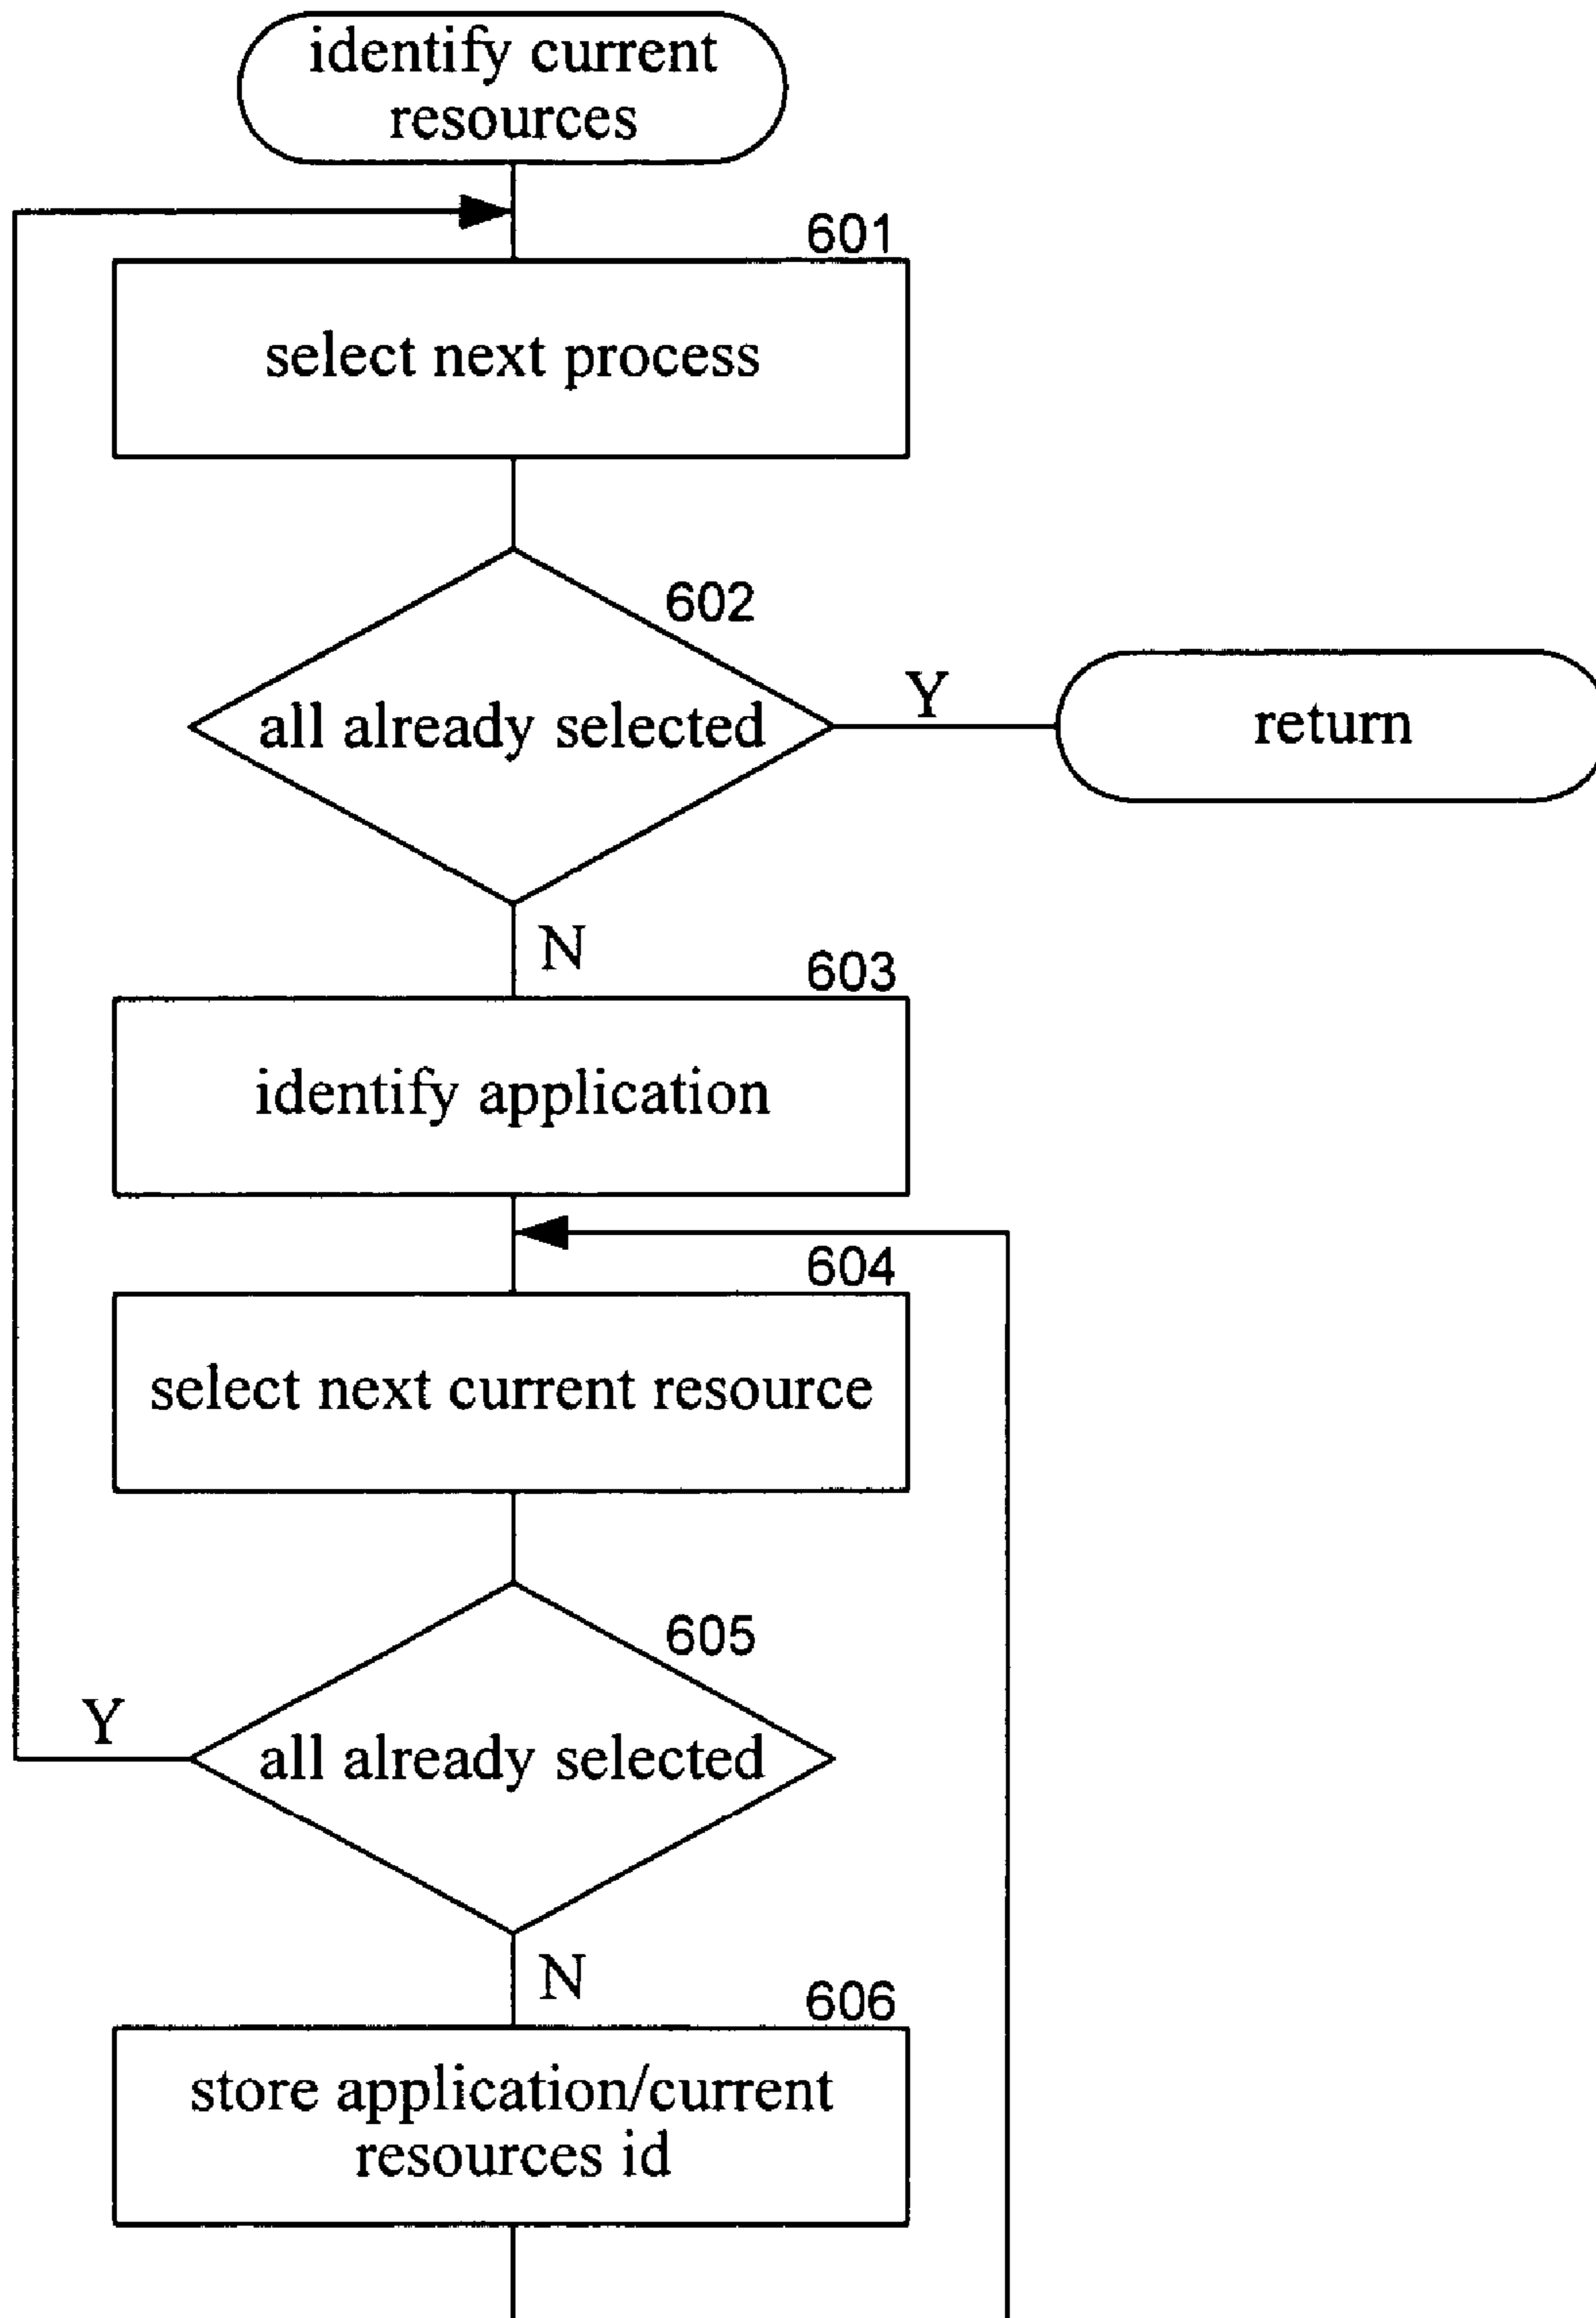 identify current
resources
601
select next process
602
all already selected
Y
return
N
603
identify application
604
select next current resource
605
Y
all already selected
N
606
store application/current
resources id